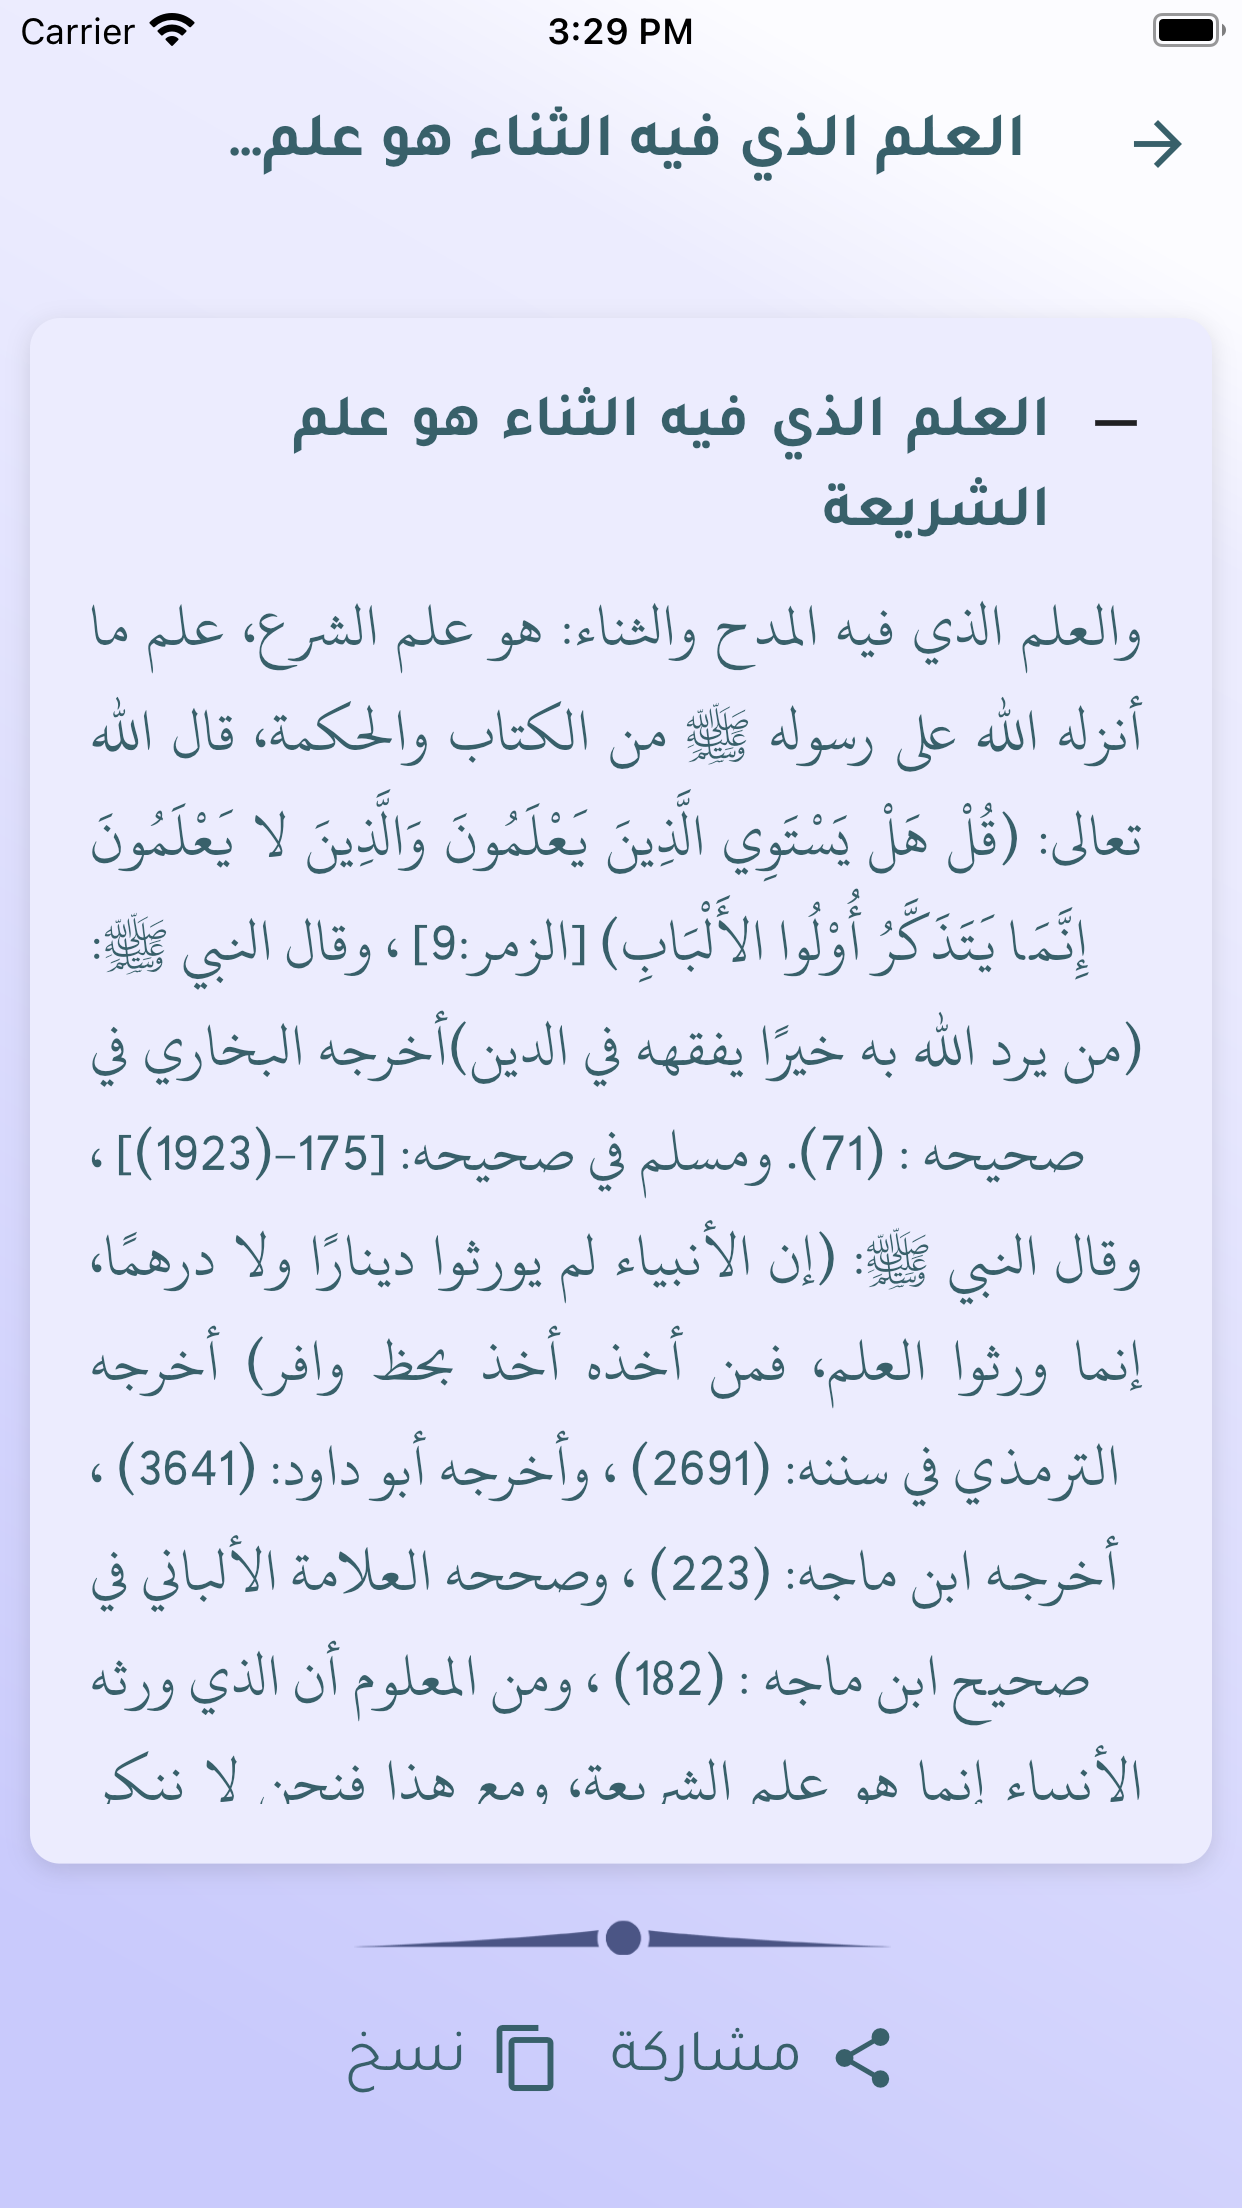 Carrier
3:29 PM
العلم الذي فيه الثناء هو علم...
العلم الذي فيه الثناء هو علم
الشريعة
والعلم الذي فيه المدح والثناء: هو علم الشرع، علم ما
أنزله الله على رسوله ﷺ من الكتاب والحكمة، قال الله
تعالى: (قُلْ هَلْ يَسْتَوِي الَّذِينَ يَعْلَمُونَ وَالَّذِينَ لا يَعْلَمُونَ
إِنَّمَا يَتَذَكَّرُ أُوْلُوا الأَلْبَابِ) [الزمر:9] ، وقال النبي ﷺ:
(من يرد الله به خيرًا يفقهه في الدين)أخرجه البخاري في
صحيحه : (71). ومسلم في صحيحه: [175-(1923)] ،
وقال النبي ﷺ: (إن الأنبياء لم يورثوا دينارًا ولا درهمًا،
إنما ورثوا العلم، فمن أخذه أخذ بحظ وافر) أخرجه
الترمذي في سننه: (2691) ، وأخرجه أبو داود: (3641) ،
أخرجه ابن ماجه: (223) ، وصححه العلامة الألباني في
صحيح ابن ماجه : (182) ، ومن المعلوم أن الذي ورثه
الأنبياء إنما هو علم الشريعة، ومع هذا فنحن لا ننكر
مشاركة
نسخ